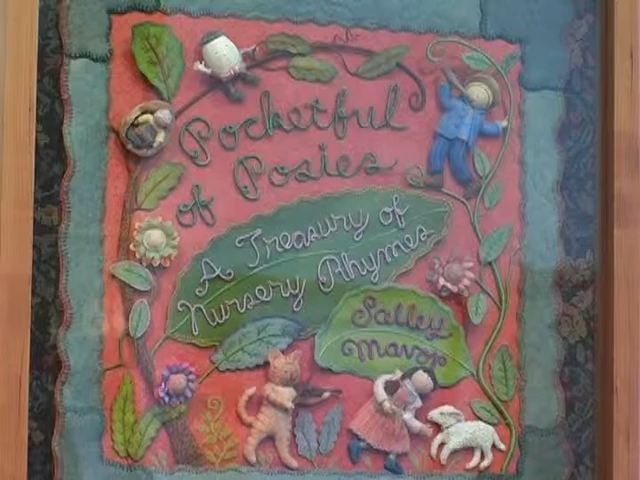 Pocketful
of Posies
A Treasury of
Nursery Rhymes
Salley
Mavor